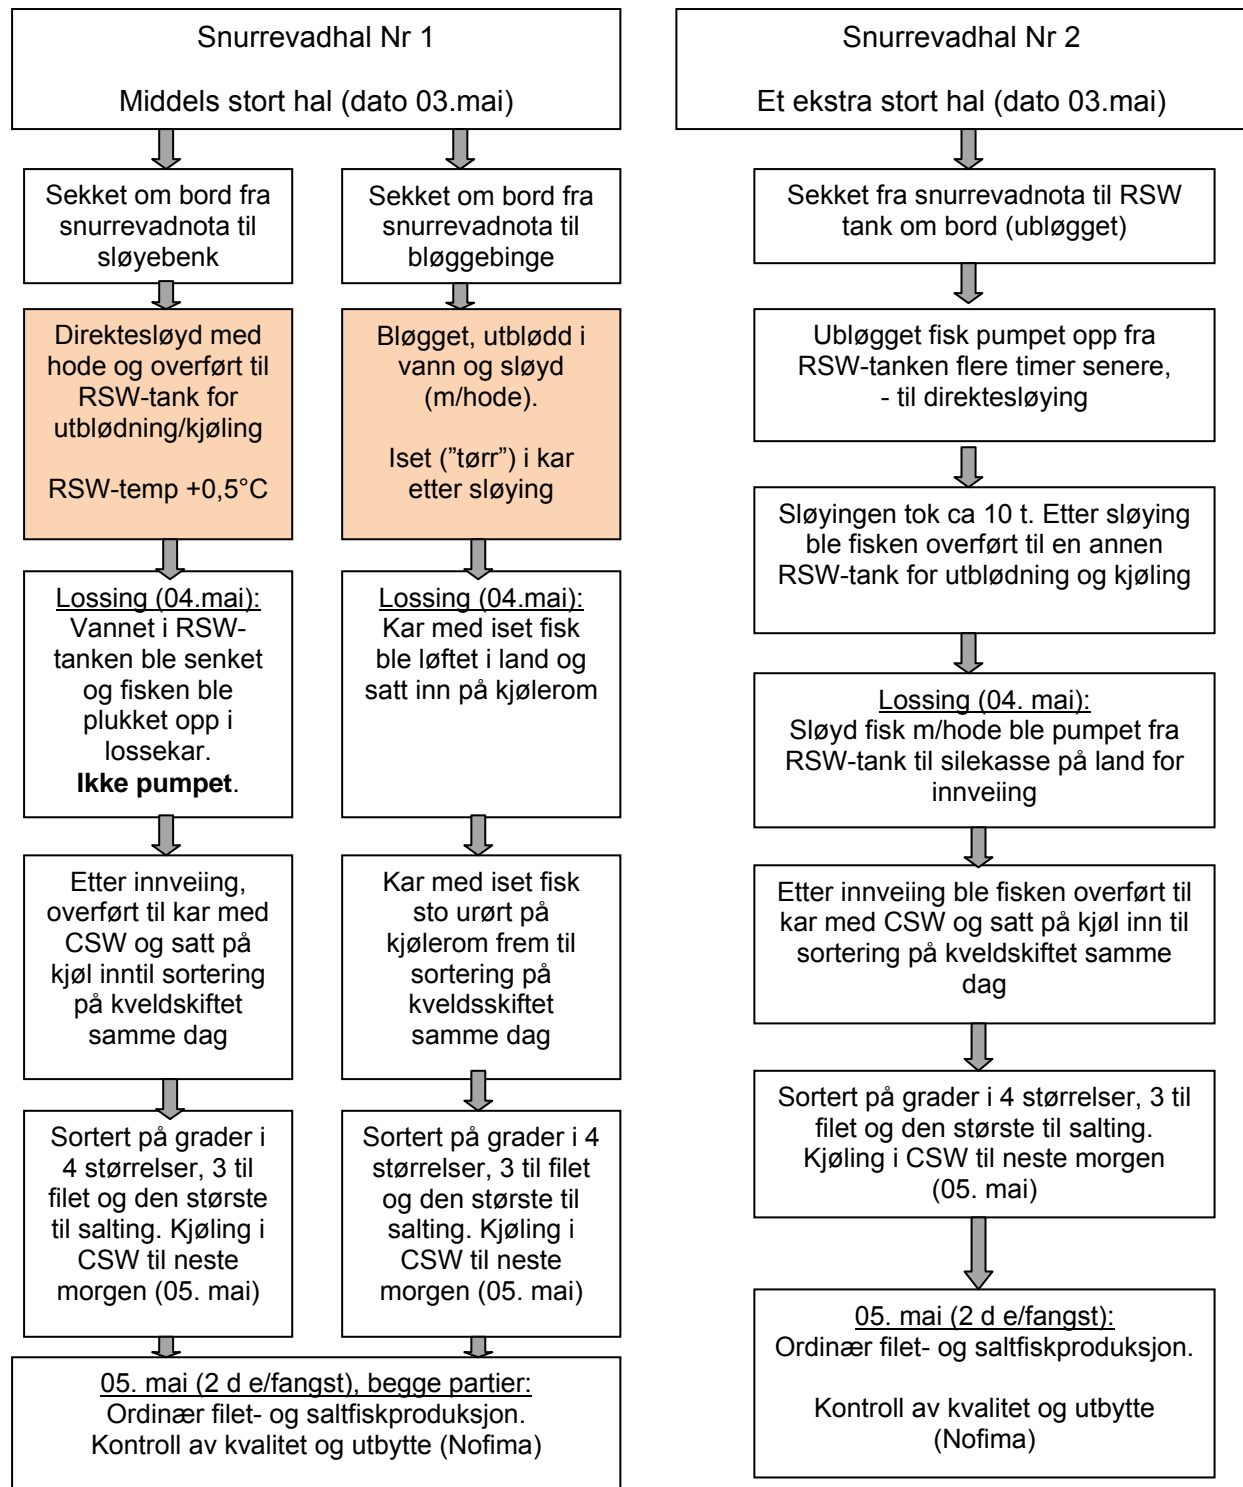 Snurrevadhal Nr 1
Middels stort hal (dato 03.mai)
Sekket om bord fra
snurrevadnota til
sløyebenk
Direktesløyd med
hode og overført til
RSW-tank for
utblødning/kjøling
RSW-temp +0,5°C
Lossing (04.mai):
Vannet i RSW-
tanken ble senket
og fisken ble
plukket opp i
lossekar.
Ikke pumpet.
Etter innveiing,
overført til kar med
CSW og satt på
kjøl inntil sortering
på kveldskiftet
samme dag
Sortert på grader i
4 størrelser, 3 til
filet og den største
til salting. Kjøling i
CSW til neste
morgen (05. mai)
Sekket om bord fra
snurrevadnota til
bløggebinge
Bløgget, utblødd i
vann og sløyd
(m/hode).
Iset ("tørr") i kar
etter sløying
Lossing (04.mai):
Kar med iset fisk
ble løftet i land og
satt inn på kjølerom
Kar med iset fisk
sto urørt på
kjølerom frem til
sortering på
kveldsskiftet
samme dag
Sortert på grader i 4
størrelser, 3 til filet
og den største til
salting. Kjøling i
CSW til neste
morgen (05. mai)
05. mai (2 d e/fangst), begge partier:
Ordinær filet- og saltfiskproduksjon.
Kontroll av kvalitet og utbytte (Nofima)
Snurrevadhal Nr 2
Et ekstra stort hal (dato 03.mai)
Sekket fra snurrevadnota til RSW
tank om bord (ubløgget)
Ubløgget fisk pumpet opp fra
RSW-tanken flere timer senere,
- til direktesløying
Sløyingen tok ca 10 t. Etter sløying
ble fisken overført til en annen
RSW-tank for utblødning og kjøling
Lossing (04. mai):
Sløyd fisk m/hode ble pumpet fra
RSW-tank til silekasse på land for
innveiing
Etter innveiing ble fisken overført til
kar med CSW og satt på kjøl inn til
sortering på kveldskiftet samme
dag
Sortert på grader i 4 størrelser, 3 til
filet og den største til salting.
Kjøling i CSW til neste morgen
(05. mai)
05. mai (2 d e/fangst):
Ordinær filet- og saltfiskproduksjon.
Kontroll av kvalitet og utbytte
(Nofima)